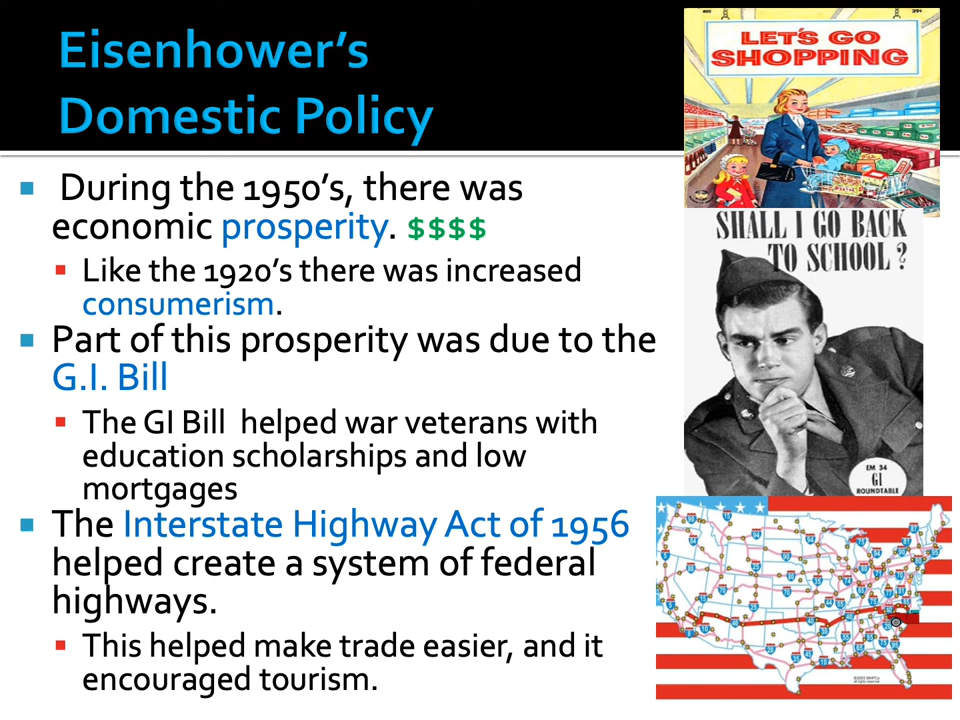 Eisenhower's
Domestic Policy
LET'S GO
SHOPPING
During the 1950's, there was
economic prosperity. $$$$
Like the 1920's there was increased
consumerism.
Part of this prosperity was due to the
G.I. Bill
The GI Bill helped war veterans with
education scholarships and low
mortgages
The Interstate Highway Act of 1956
helped create a system of federal
highways.
This helped make trade easier, and it
encouraged tourism.
SHALL I GO BACK
TO SCHOOL?
EM 34
GI
ROUNDTABLE